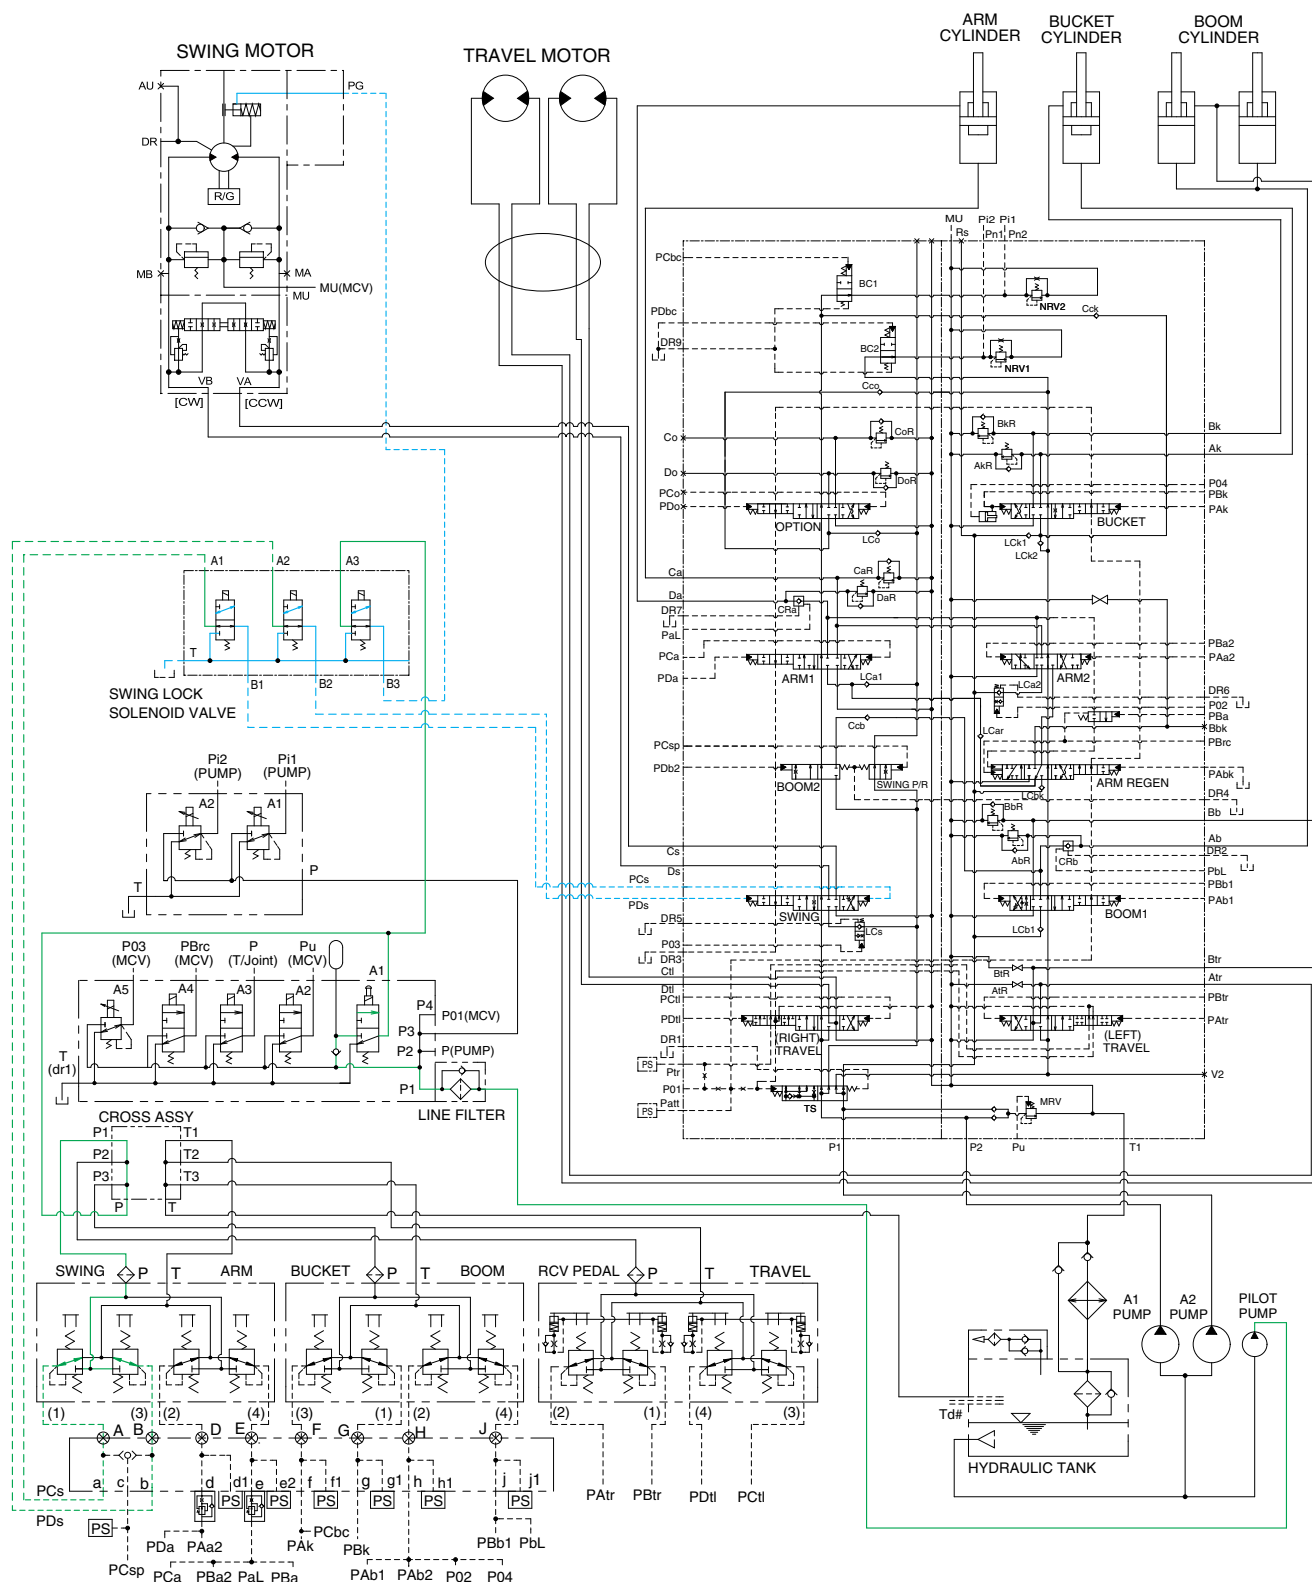 ARM
CYLINDER
BUCKET
CYLINDER
BOOM
CYLINDER
SWING MOTOR
TRAVEL MOTOR
AU
PG
DR
R/G
MB
MA
MU(MCV)
MU
VB
VA
[CW]
[CCW]
MU
Rs
Pi2
Pn1
Pi1
Pn2
PCbc
BC1
NRV2
Cck
PDbc
DR9
BC2
NRV1
Cco
CoR
BkR
Bk
Co
AkR
Ak
Do
DoR
P04
PCo
PBk
PDo
PAk
OPTION
BUCKET
LCo
LCk1
LCk2
Ca
CaR
Da
DaR
DR7
CRa
PaL
PBa2
PCa
PAa2
PDa
ARM1
ARM2
LCa1
LCa2
DR6
P02
PBa
Ccb
LCar
Bbk
PCsp
PBrc
PDb2
PAbk
BOOM2
SWING P/R
ARM REGEN
LCbk
DR4
BbR
Bb
Cs
AbR
CRb
Ab
Ds
DR2
PbL
PCs
PBb1
PDs
PAb1
SWING
BOOM1
DR5
LCs
LCb1
P03
DR3
Btr
Ctl
BtR
Atr
Dtl
AtR
PCtl
PBtr
PDtl
PAtr
(RIGHT)
TRAVEL
(LEFT)
TRAVEL
DR1
PS
Ptr
V2
P01
TS
MRV
Patt
PS
P1
P2
Pu
T1
A1
A2
A3
T
B1
B2
B3
SWING LOCK
SOLENOID VALVE
Pi2
(PUMP)
Pi1
(PUMP)
A2
A1
P
T
P03
(MCV)
PBrc
(MCV)
P
(T/Joint)
Pu
(MCV)
A5
A4
A3
A2
A1
P4
P01(MCV)
P3
P2
P(PUMP)
T
(dr1)
P1
LINE FILTER
CROSS ASSY
P1
T1
P2
T2
P3
T3
P
T
SWING
P
T
ARM
BUCKET
P
T
BOOM
RCV PEDAL
P
T
TRAVEL
(1)
(3)
(2)
(4)
(3)
(1)
(2)
(4)
(2)
(1)
(4)
(3)
A
B
D
E
F
G
H
J
a
c
b
d
d1
e
e2
f
f1
g
g1
h
h1
j
j1
PCs
PS
PS
PS
PS
PS
PS
PDs
PS
PDa
PAa2
PAk
PCbc
PBk
PBb1
PbL
PCsp
PCa
PBa2
PaL
PBa
PAb1
PAb2
P02
P04
PAtr
PBtr
PDtl
PCtl
A1
PUMP
A2
PUMP
PILOT
PUMP
Td#
HYDRAULIC TANK